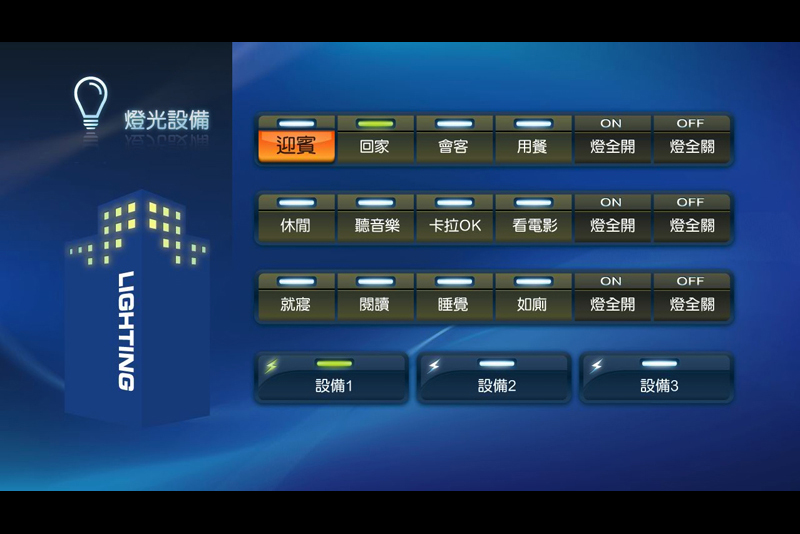 燈光設備
LIGHTING
ON OFF
迎賓 回家 會客 用餐 燈全開 燈全關
ON OFF
休閒 聽音樂 卡拉OK 看電影 燈全開 燈全關
ON OFF
就寢 閱讀 睡覺 如廁 燈全開 燈全關
設備1 設備2 設備3